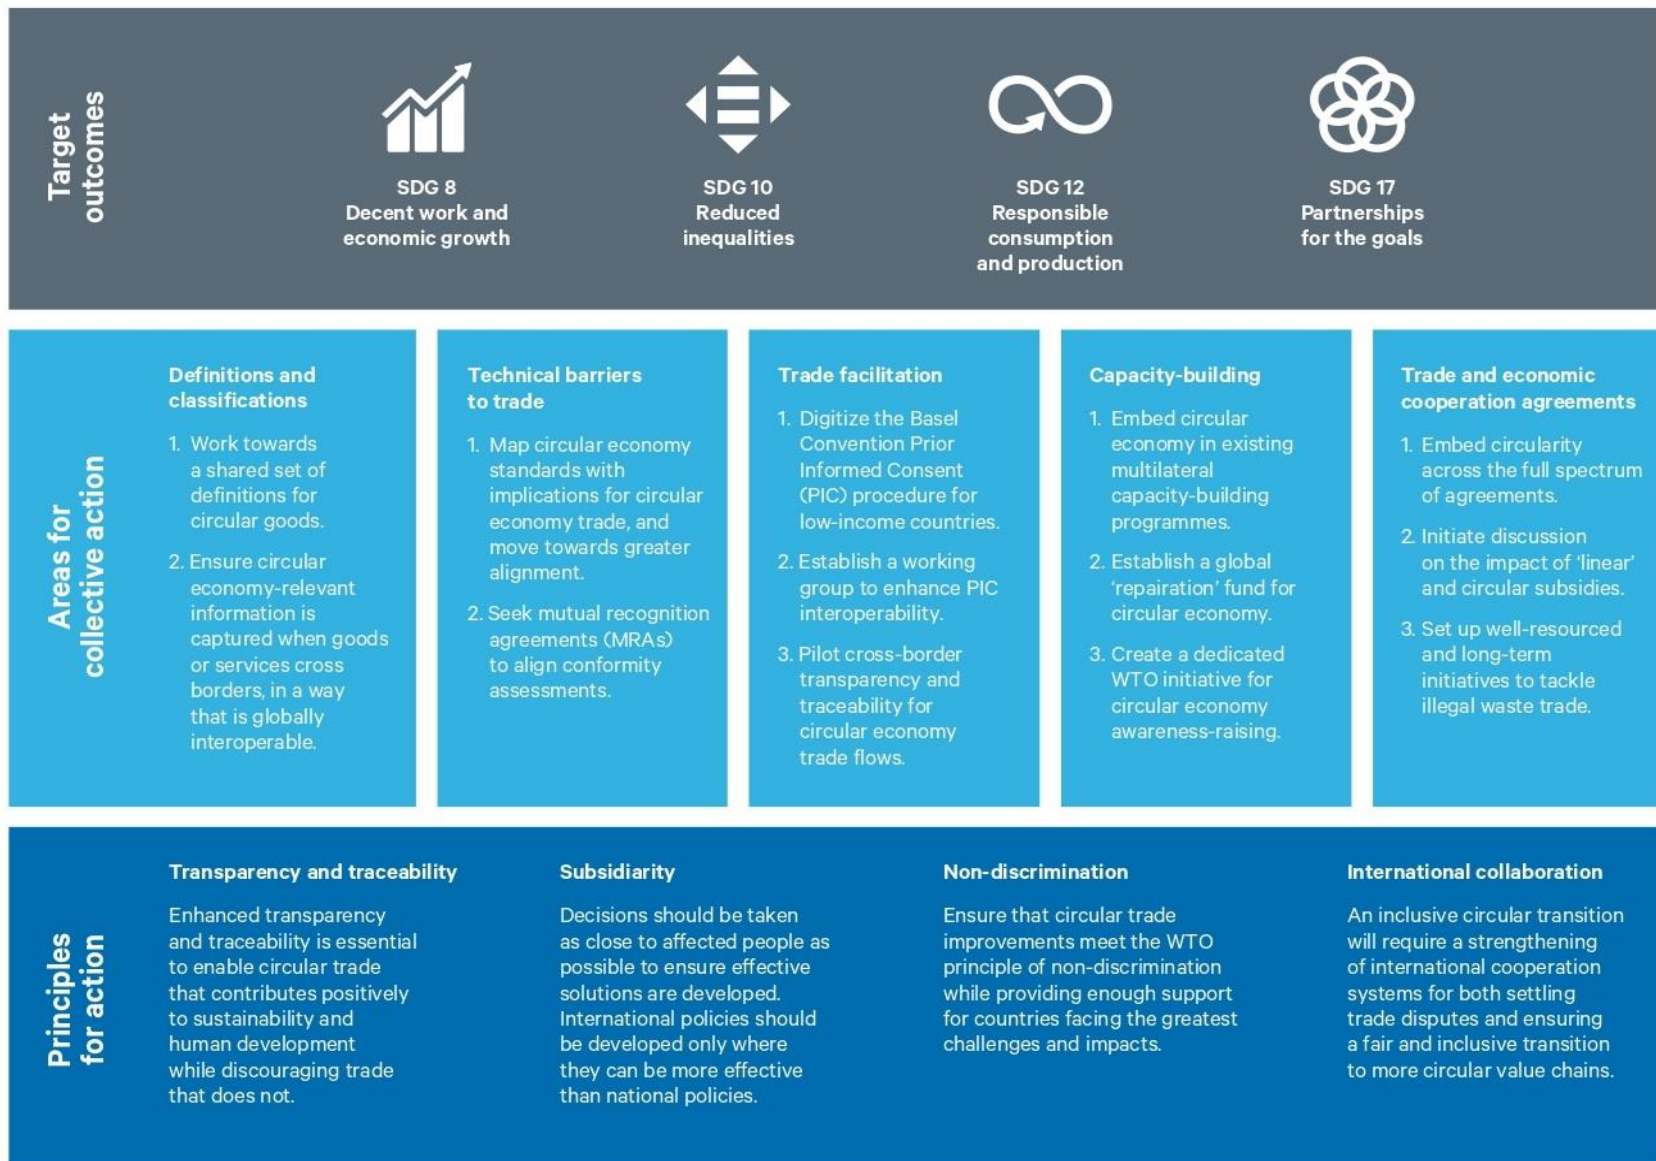 Target
outcomes
SDG 8
Decent work and
economic growth
SDG 10
Reduced
inequalities
SDG 12
Responsible
consumption
and production
SDG 17
Partnerships
for the goals
Areas for
collective action
Definitions and
classifications
1. Work towards
a shared set of
definitions for
circular goods.
2. Ensure circular
economy-relevant
information is
captured when goods
or services cross
borders, in a way
that is globally
interoperable.
Technical barriers
to trade
1. Map circular economy
standards with
implications for circular
economy trade, and
move towards greater
alignment.
2. Seek mutual recognition
agreements (MRAs)
to align conformity
assessments.
Trade facilitation
1. Digitize the Basel
Convention Prior
Informed Consent
(PIC) procedure for
low-income countries.
2. Establish a working
group to enhance PIC
interoperability.
3. Pilot cross-border
transparency and
traceability for
circular economy
trade flows.
Capacity-building
1. Embed circular
economy in existing
multilateral
capacity-building
programmes.
2. Establish a global
‘repairation’ fund for
circular economy.
3. Create a dedicated
WTO initiative for
circular economy
awareness-raising.
Trade and economic
cooperation agreements
1. Embed circularity
across the full spectrum
of agreements.
2. Initiate discussion
on the impact of ‘linear’
and circular subsidies.
3. Set up well-resourced
and long-term
initiatives to tackle
illegal waste trade.
Principles
for action
Transparency and traceability
Enhanced transparency
and traceability is essential
to enable circular trade
that contributes positively
to sustainability and
human development
while discouraging trade
that does not.
Subsidiarity
Decisions should be taken
as close to affected people as
possible to ensure effective
solutions are developed.
International policies should
be developed only where
they can be more effective
than national policies.
Non-discrimination
Ensure that circular trade
improvements meet the WTO
principle of non-discrimination
while providing enough support
for countries facing the greatest
challenges and impacts.
International collaboration
An inclusive circular transition
will require a strengthening
of international cooperation
systems for both settling
trade disputes and ensuring
a fair and inclusive transition
to more circular value chains.